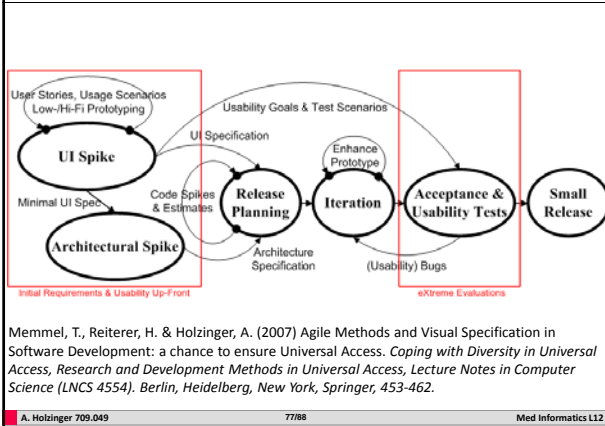 User Stories, Usage Scenarios
Low-/Hi-Fi Prototyping
Usability Goals & Test Scenarios
UI Specification
Enhance
Prototype
UI Spike
Code Spikes
& Estimates
Release
Planning
Iteration
Acceptance &
Usability Tests
Small
Release
Minimal UI Spec
Architectural Spike
Architecture
Specification
(Usability) Bugs
Initial Requirements & Usability Up-Front
eXtreme Evaluations
Memmel, T., Reiterer, H. & Holzinger, A. (2007) Agile Methods and Visual Specification in
Software Development: a chance to ensure Universal Access. Coping with Diversity in Universal
Access, Research and Development Methods in Universal Access, Lecture Notes in Computer
Science (LNCS 4554). Berlin, Heidelberg, New York, Springer, 453-462.
A. Holzinger 709.049
77/88
Med Informatics L12